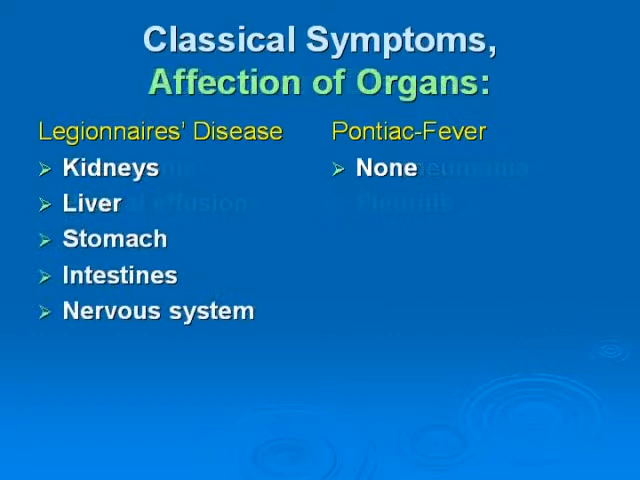 Classical Symptoms,
Affection of Organs:
Legionnaires' Disease
Kidneys
Liver
Stomach
Intestines
Nervous system
Pontiac-Fever
None